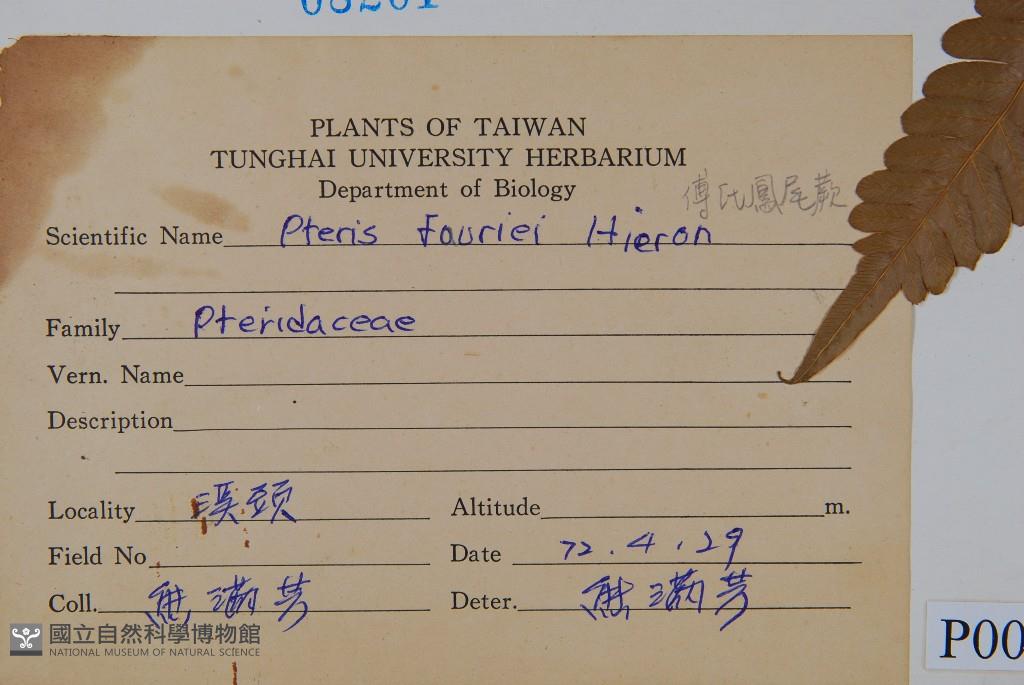 PLANTS OF TAIWAN
TUNGHAI UNIVERSITY HERBARIUM
Department of Biology
傅氏鳳尾蕨
Scientific Name Pteris fauriei Hieron
Family Pteridaceae
Vern. Name
Description
Locality 溪頭 Altitude m.
Field No Date 72.4.29
Coll. 熊滿芳 Deter. 熊滿芳
國立自然科學博物館
NATIONAL MUSEUM OF NATURAL SCIENCE
P00